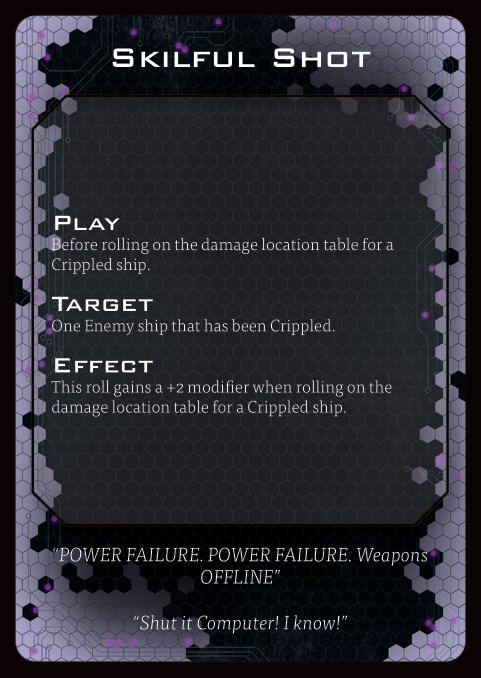 Skilful Shot
Play
Before rolling on the damage location table for a
Crippled ship.
Target
One Enemy ship that has been Crippled.
Effect
This roll gains a +2 modifier when rolling on the
damage location table for a Crippled ship.
“POWER FAILURE. POWER FAILURE. Weapons
OFFLINE”
“Shut it Computer! I know!”